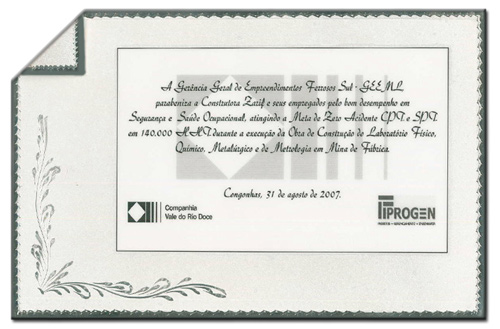 A Gerência Geral de Empreendimentos Ferrosos Sul - GEEML
parabeniza a Construtora Zarif e seus empregados pelo bom desempenho em
Segurança e Saúde Ocupacional, atingindo a Meta de Zero Acidente CPT e SPT
em 140.000 HHT durante a execução da Obra de Construção do Laboratório Físico,
Químico, Metalúrgico e de Metrologia em Mina de Fábrica.
Congonhas, 31 de agosto de 2007.
Companhia
Vale do Rio Doce
PROGEN